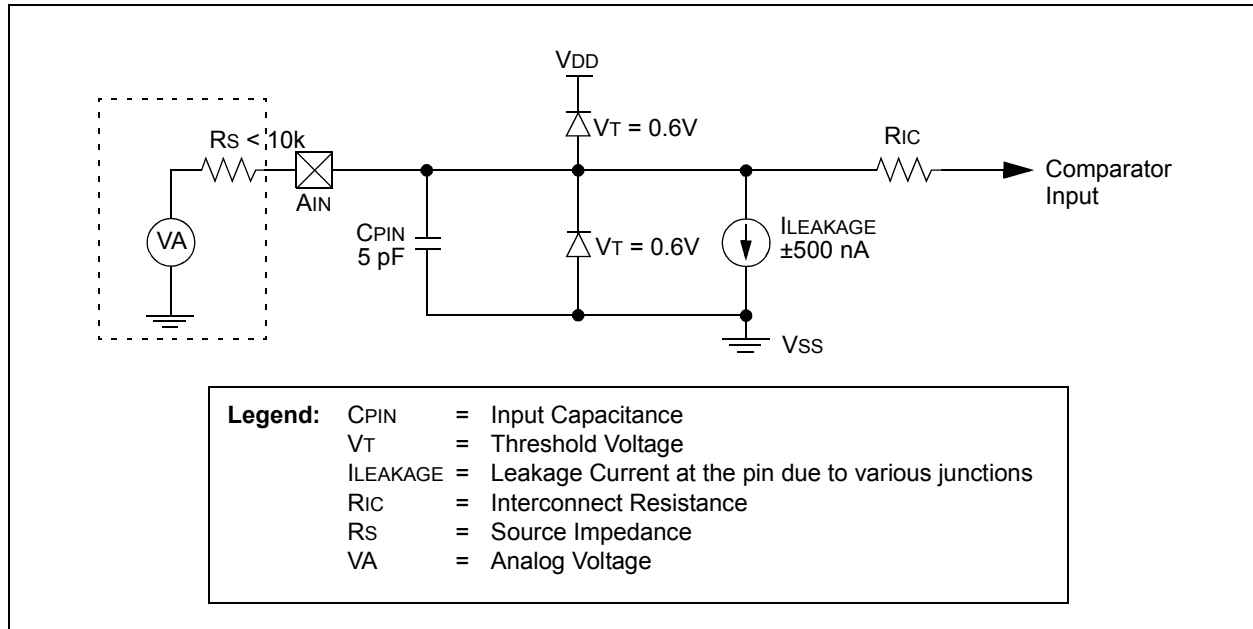 VDD
VT = 0.6V
RIC
RS < 10k
AIN
Comparator
Input
VA
CPIN
5 pF
VT = 0.6V
ILEAKAGE
±500 nA
VSS
Legend: CPIN = Input Capacitance
VT = Threshold Voltage
ILEAKAGE = Leakage Current at the pin due to various junctions
RIC = Interconnect Resistance
RS = Source Impedance
VA = Analog Voltage